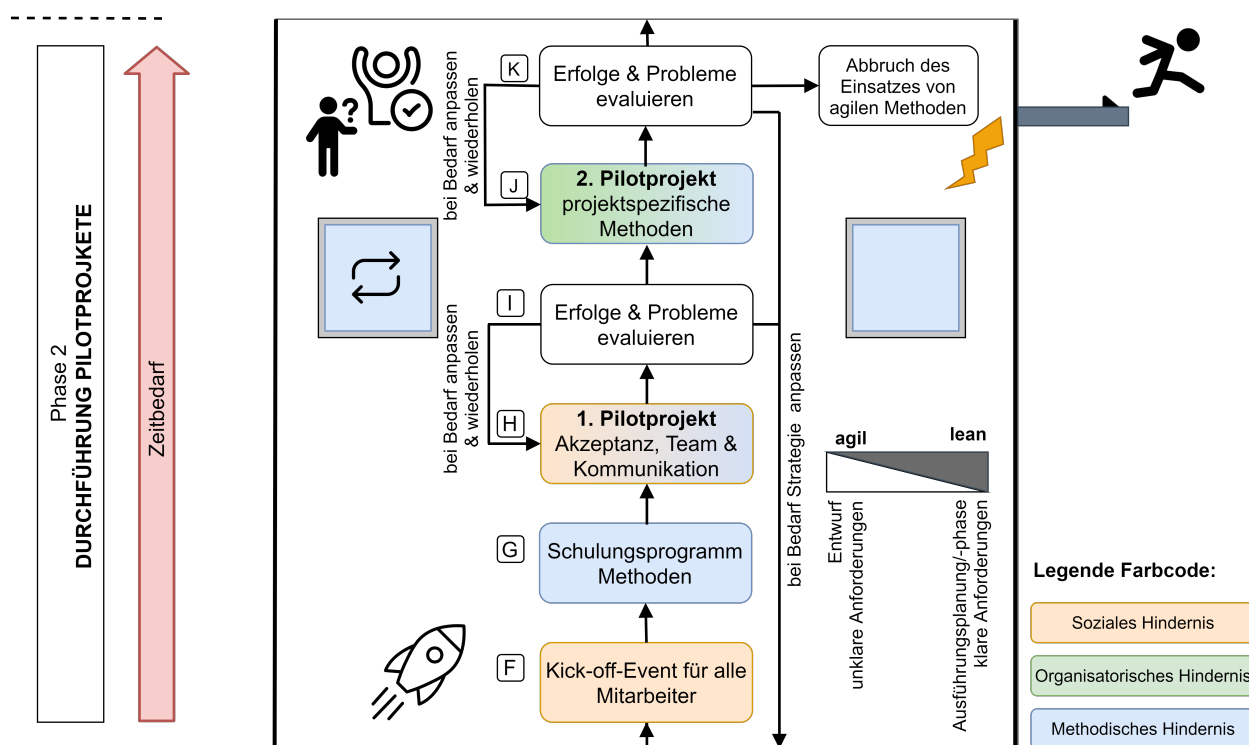 Phase 2
DURCHFÜHRUNG PILOTPROJKETE
Zeitbedarf
K
bei Bedarf anpassen
& wiederholen
Erfolge & Probleme
evaluieren
Abbruch des
Einsatzes von
agilen Methoden
?
J
2. Pilotprojekt
projektspezifische
Methoden
I
Erfolge & Probleme
evaluieren
bei Bedarf anpassen
& wiederholen
H
1. Pilotprojekt
Akzeptanz, Team &
Kommunikation
bei Bedarf Strategie anpassen
agil
lean
Entwurf
unklare Anforderungen
Ausführungsplanung/-phase
klare Anforderungen
G
Schulungsprogramm
Methoden
F
Kick-off-Event für alle
Mitarbeiter
Legende Farbcode:
Soziales Hindernis
Organisatorisches Hindernis
Methodisches Hindernis